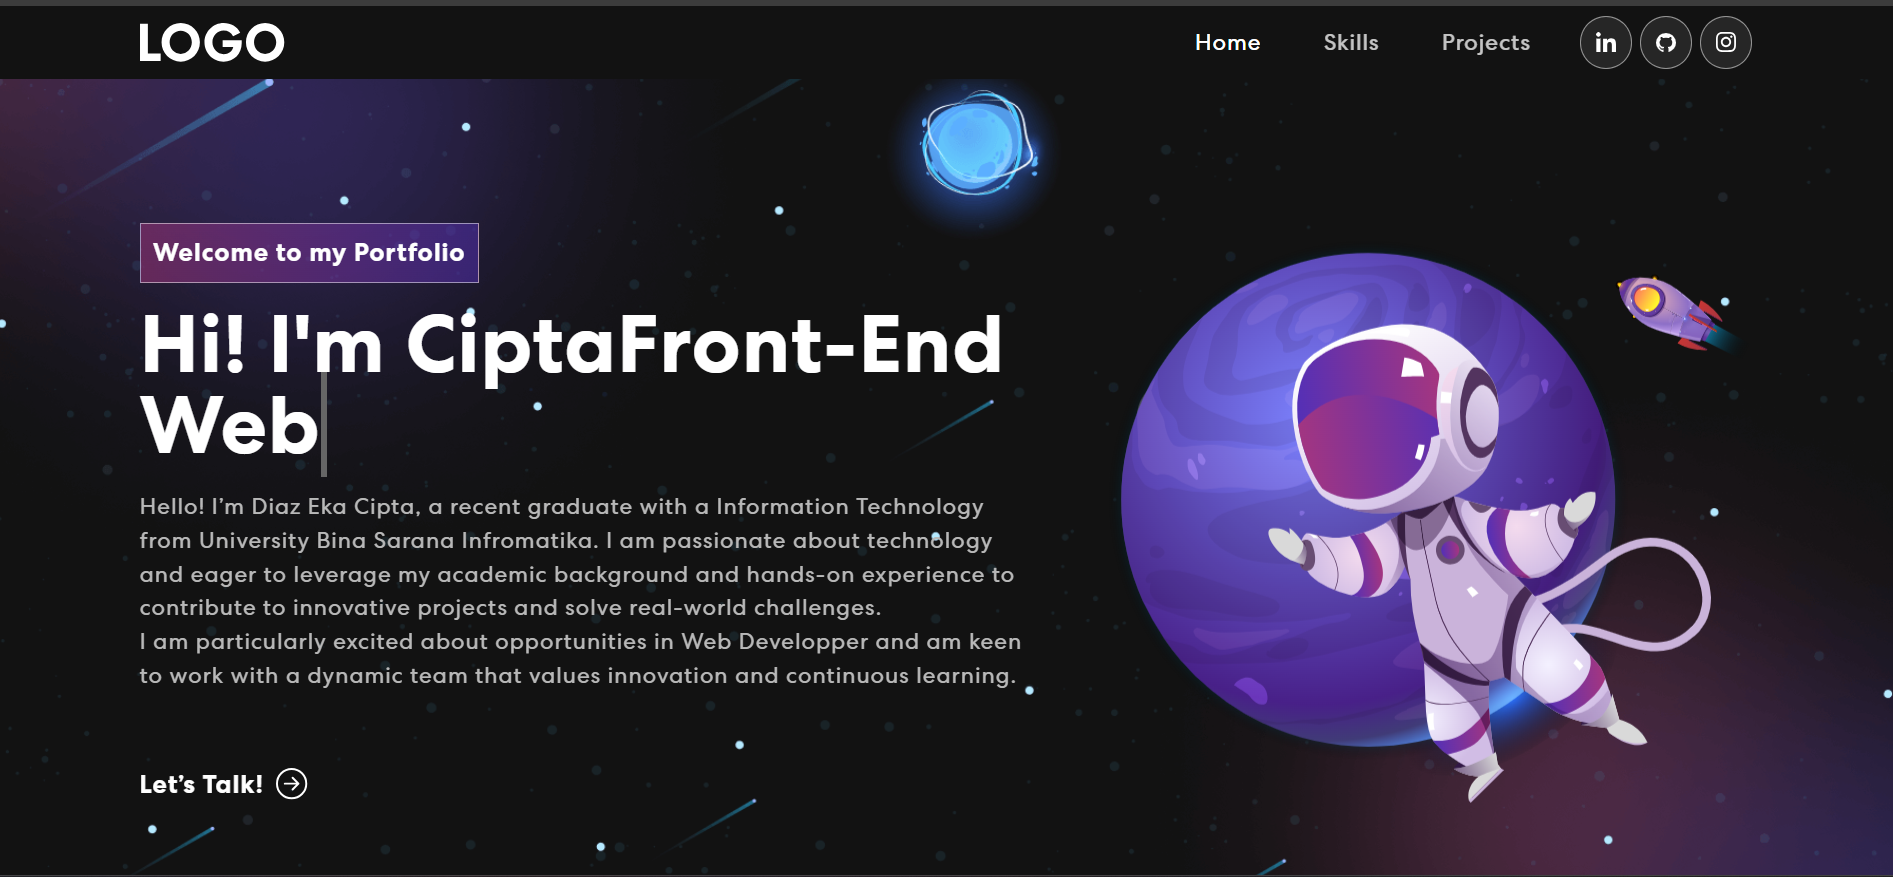 LOGO
Home Skills Projects
Welcome to my Portfolio
Hi! I'm CiptaFront-End
Web
Hello! I’m Diaz Eka Cipta, a recent graduate with a Information Technology
from University Bina Sarana Infromatika. I am passionate about technology
and eager to leverage my academic background and hands-on experience to
contribute to innovative projects and solve real-world challenges.
I am particularly excited about opportunities in Web Developper and am keen
to work with a dynamic team that values innovation and continuous learning.
Let’s Talk!